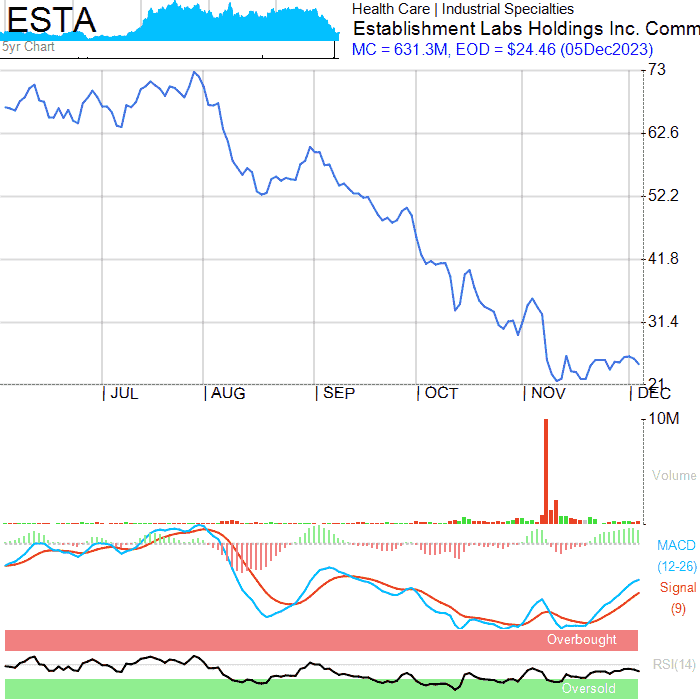 ESTA
5yr Chart
Health Care | Industrial Specialties
Establishment Labs Holdings Inc. Comm
MC = 631.3M, EOD = $24.46 (05Dec2023)
73
62.6
52.2
41.8
31.4
21
JUL AUG SEP OCT NOV DEC
10M
Volume
MACD
(12-26)
Signal
(9)
Overbought
RSI(14)
Oversold